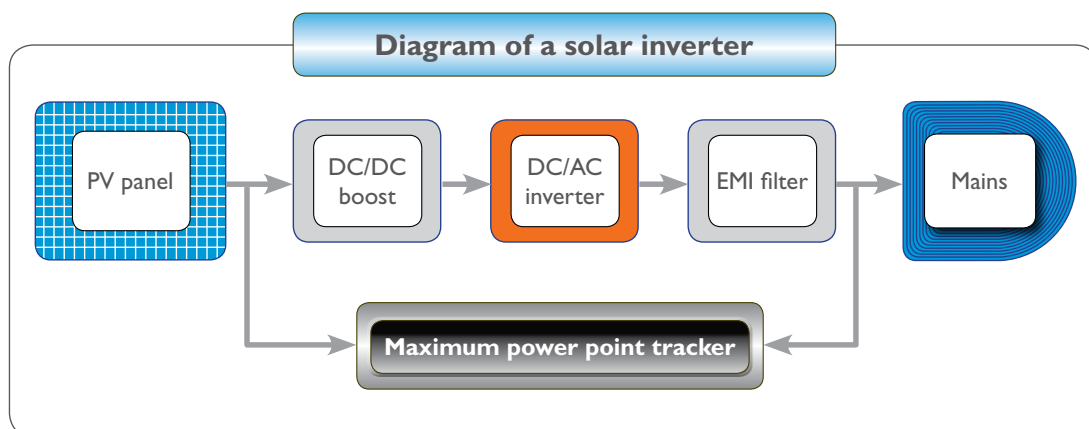 Diagram of a solar inverter
PV panel
DC/DC
boost
DC/AC
inverter
EMI filter
Mains
Maximum power point tracker